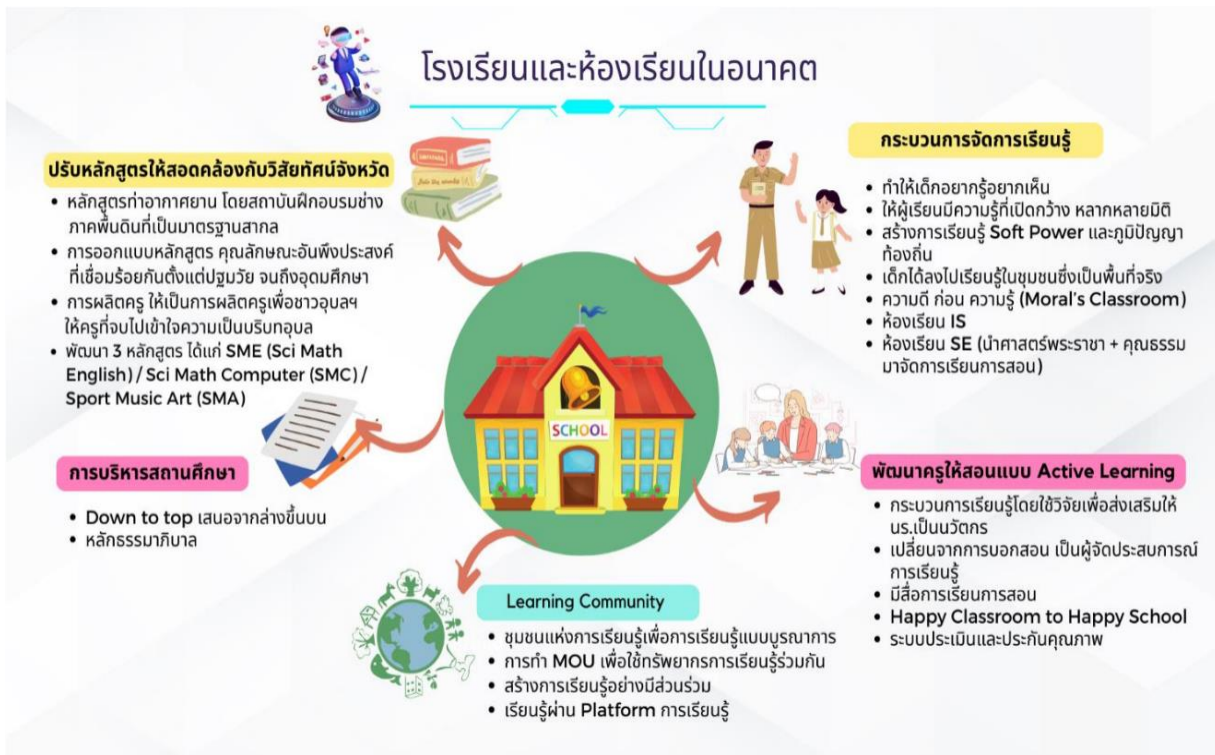 โรงเรียนและห้องเรียนในอนาคต
ปรับหลักสูตรให้สอดคล้องกับวิสัยทัศน์จังหวัด
• หลักสูตรท่าอากาศยาน โดยสถาบันฝึกอบรมช่าง
ภาคพื้นดินที่เป็นมาตรฐานสากล
• การออกแบบหลักสูตร คุณลักษณะอันพึงประสงค์
ที่เชื่อมร้อยกันตั้งแต่ปฐมวัย จนถึงอุดมศึกษา
• การผลิตครู ให้เป็นการผลิตครูเพื่อชาวอุบลฯ
ให้ครูที่จบไปเข้าใจความเป็นบริบทอุบล
• พัฒนา 3 หลักสูตร ได้แก่ SME (Sci Math
English) / Sci Math Computer (SMC) /
Sport Music Art (SMA)
การบริหารสถานศึกษา
• Down to top เสนอจากล่างขึ้นบน
• หลักธรรมาภิบาล
SCHOOL
Learning Community
• ชุมชนแห่งการเรียนรู้เพื่อการเรียนรู้แบบบูรณาการ
• การทำ MOU เพื่อใช้ทรัพยากรการเรียนรู้ร่วมกัน
• สร้างการเรียนรู้อย่างมีส่วนร่วม
• เรียนรู้ผ่าน Platform การเรียนรู้
กระบวนการจัดการเรียนรู้
• ทำให้เด็กอยากรู้อยากเห็น
• ให้ผู้เรียนมีความรู้ที่เปิดกว้าง หลากหลายมิติ
• สร้างการเรียนรู้ Soft Power และภูมิปัญญา
ท้องถิ่น
• เด็กได้ลงไปเรียนรู้ในชุมชนซึ่งเป็นพื้นที่จริง
• ความดี ก่อน ความรู้ (Moral's Classroom)
• ห้องเรียน IS
• ห้องเรียน SE (นำศาสตร์พระราชา + คุณธรรม
มาจัดการเรียนการสอน)
พัฒนาครูให้สอนแบบ Active Learning
• กระบวนการเรียนรู้โดยใช้วิจัยเพื่อส่งเสริมให้
นร.เป็นนวัตกร
• เปลี่ยนจากการบอกสอน เป็นผู้จัดประสบการณ์
การเรียนรู้
• มีสื่อการเรียนการสอน
• Happy Classroom to Happy School
• ระบบประเมินและประกันคุณภาพ